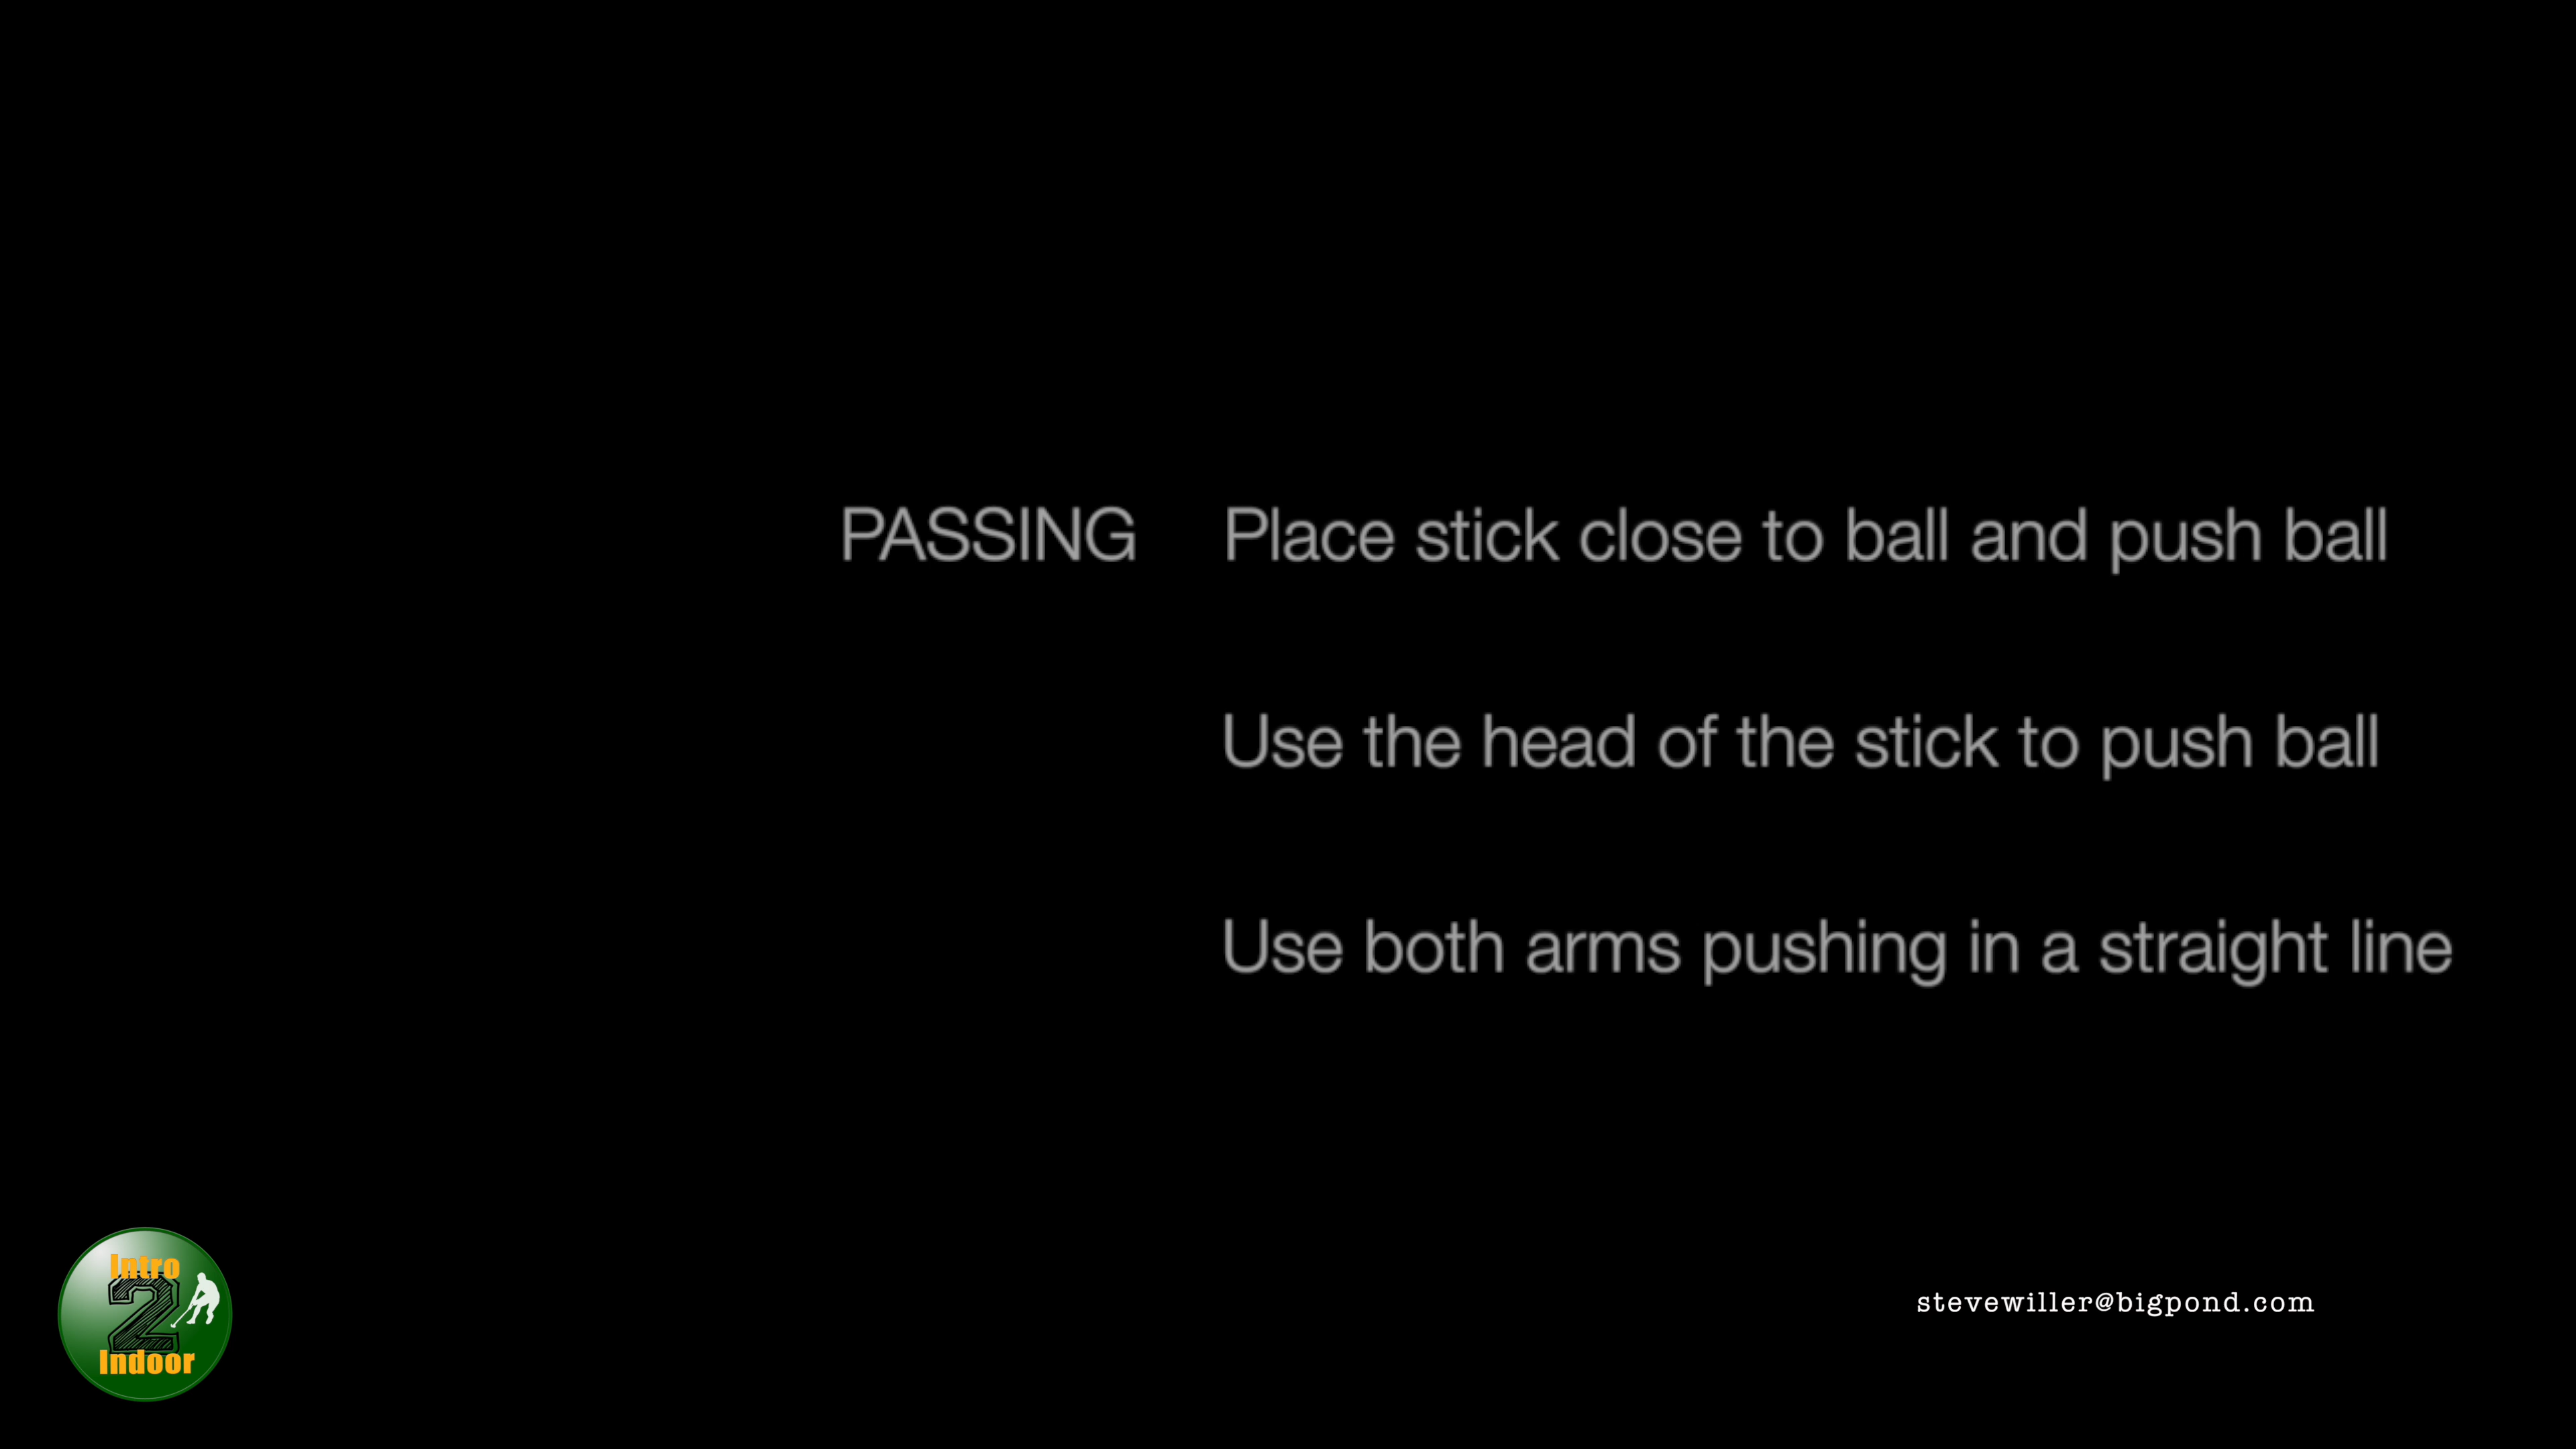 PASSING Place stick close to ball and push ball
Use the head of the stick to push ball
Use both arms pushing in a straight line
Intro
2
Indoor
stevewiller@bigpond.com